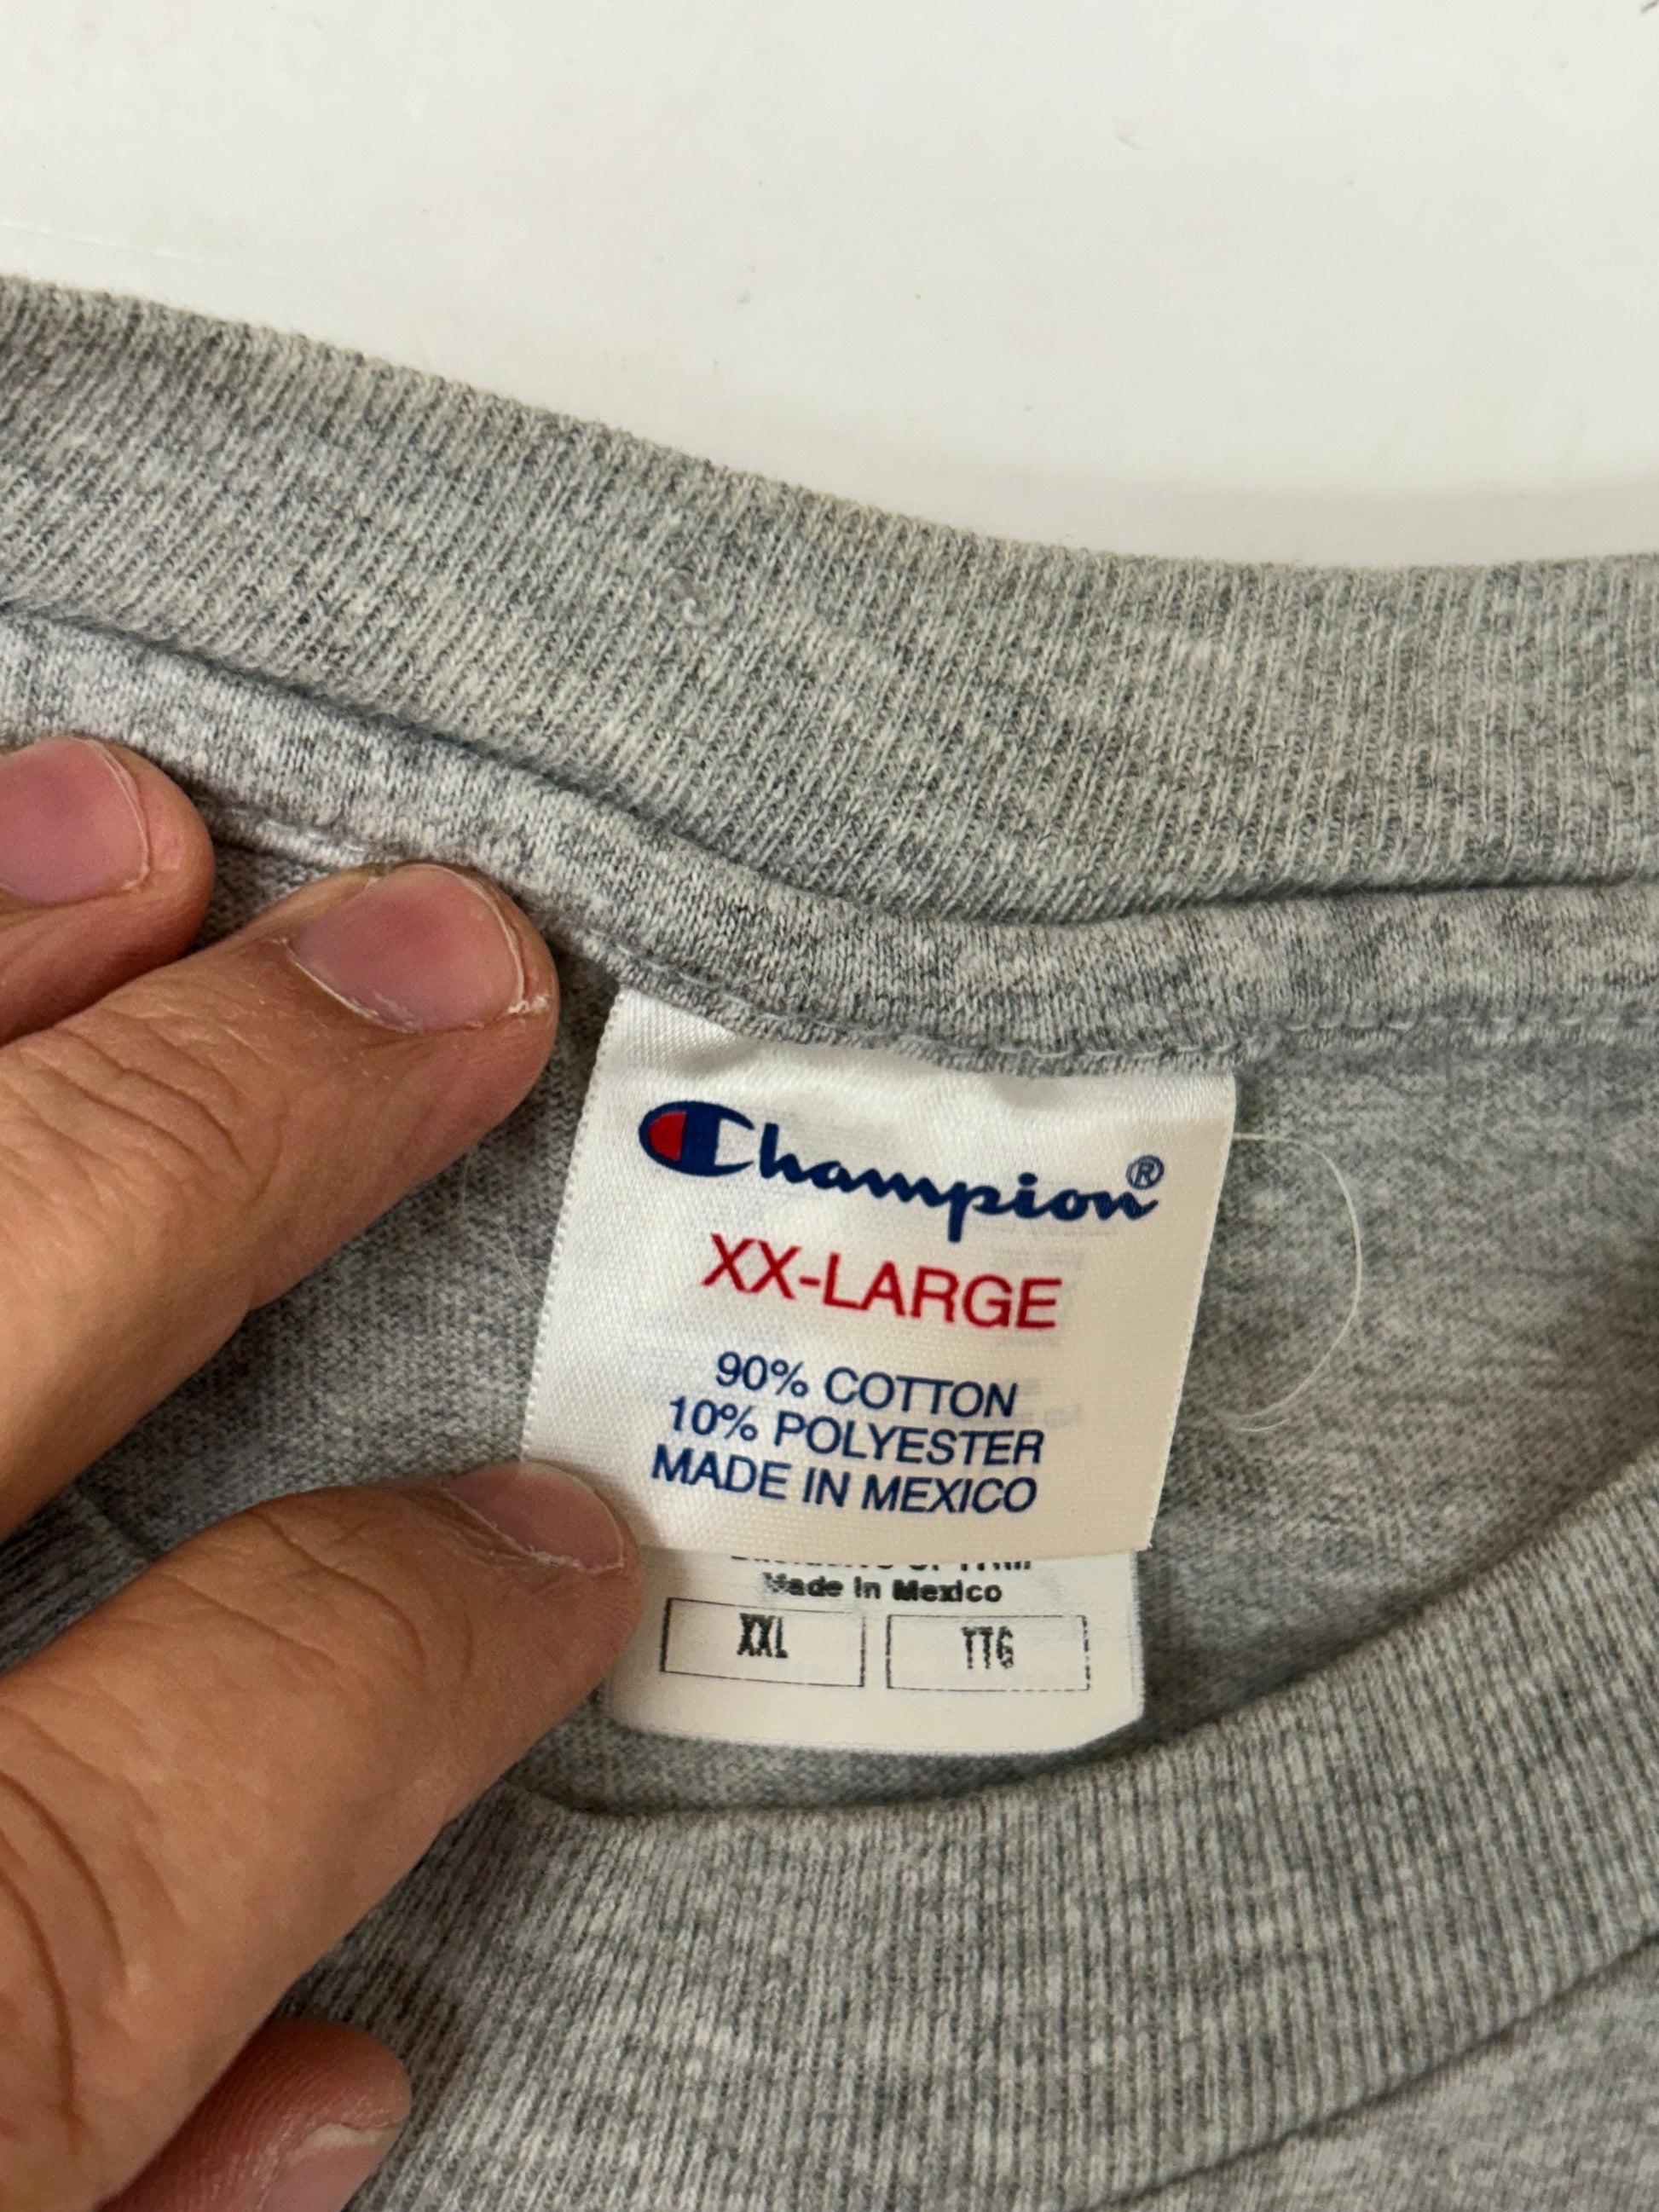 Champion®
XX-LARGE
90% COTTON
10% POLYESTER
MADE IN MEXICO
Made In Mexico
XXL TTG